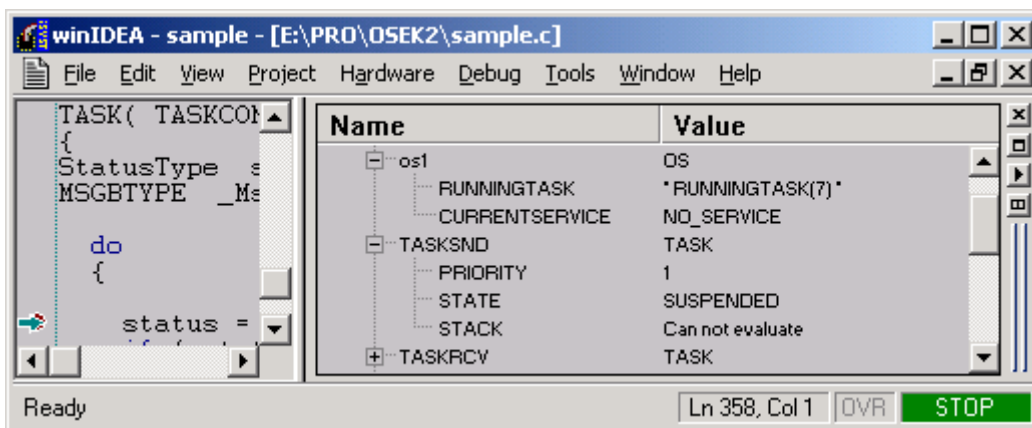 winIDEA - sample - [E:\PRO\OSEK2\sample.c]
File Edit View Project Hardware Debug Tools Window Help
TASK( TASKCON
{
StatusType s
MSGBTYPE _Ms
do
{
status =
Name Value
os1 OS
RUNNINGTASK "RUNNINGTASK(7)"
CURRENTSERVICE NO_SERVICE
TASKSND TASK
PRIORITY 1
STATE SUSPENDED
STACK Can not evaluate
TASKRCV TASK
Ready Ln 358, Col 1 OVR STOP